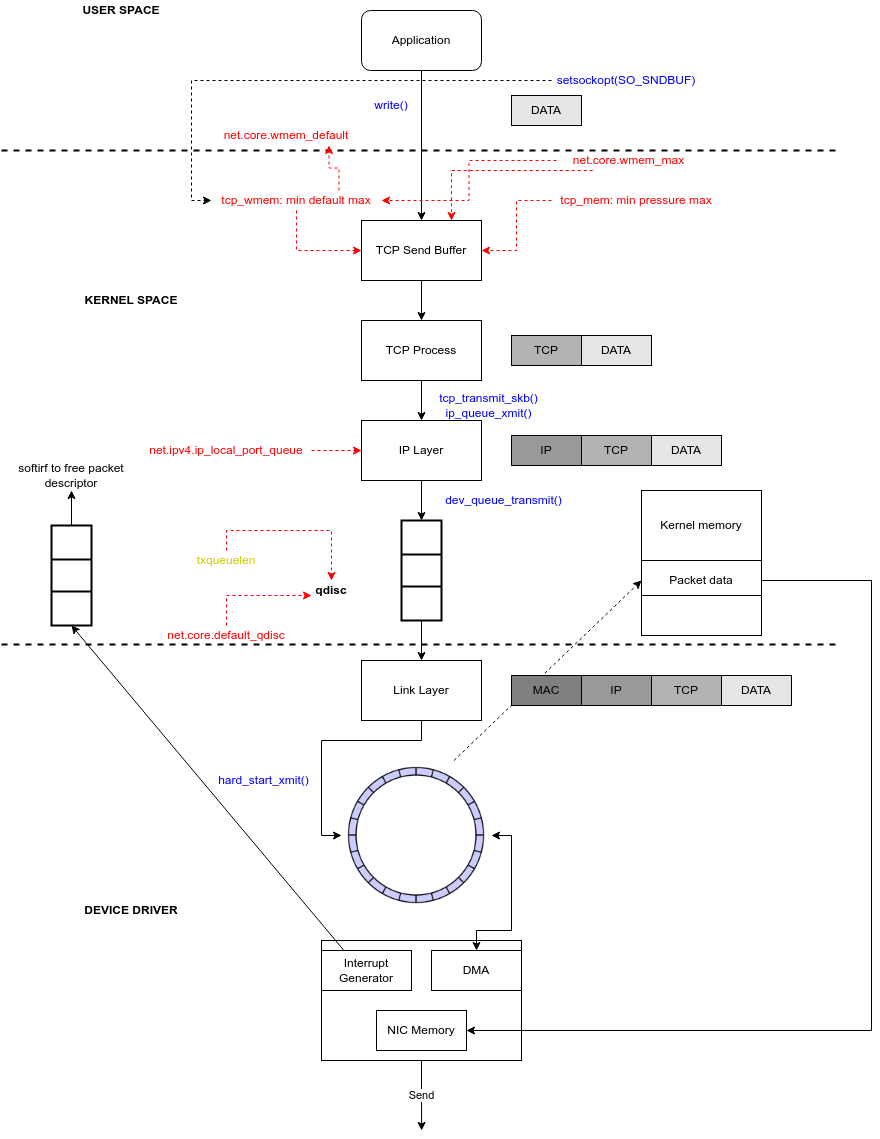 USER SPACE
Application
setsockopt(SO_SNDBUF)
write()
DATA
net.core.wmem_default
net.core.wmem_max
tcp_wmem: min default max
tcp_mem: min pressure max
TCP Send Buffer
KERNEL SPACE
TCP Process
TCP
DATA
tcp_transmit_skb()
ip_queue_xmit()
net.ipv4.ip_local_port_queue
IP Layer
IP
TCP
DATA
softirf to free packet
descriptor
dev_queue_transmit()
Kernel memory
txqueuelen
qdisc
Packet data
net.core.default_qdisc
Link Layer
MAC
IP
TCP
DATA
hard_start_xmit()
DEVICE DRIVER
Interrupt
Generator
DMA
NIC Memory
Send